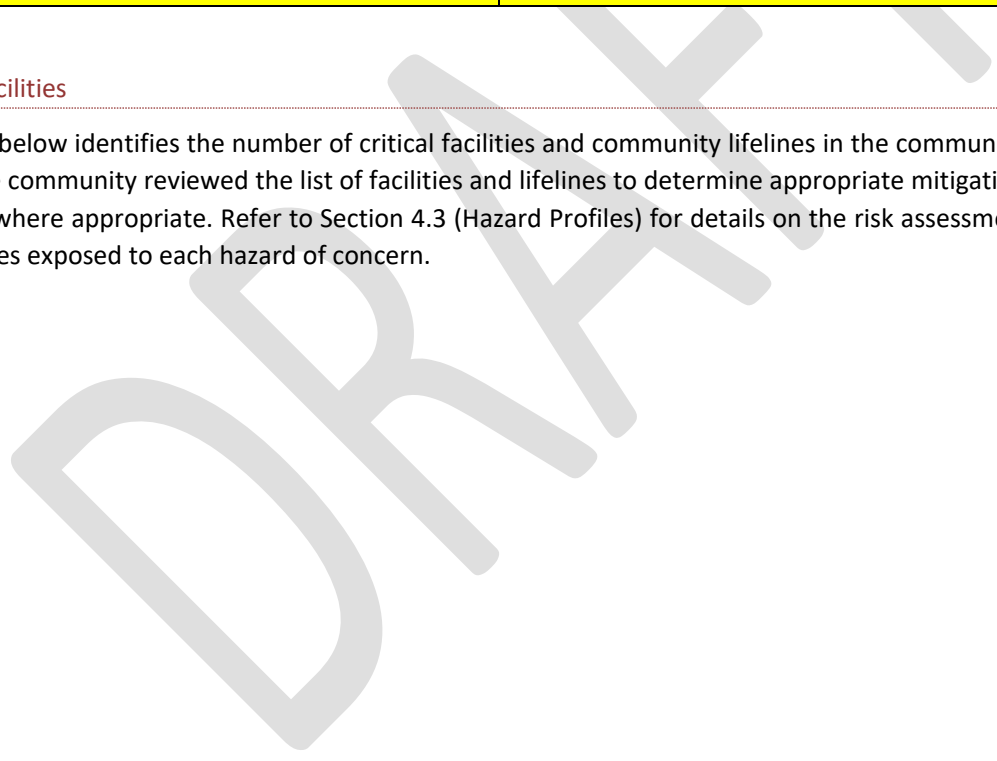 cilities
below identifies the number of critical facilities and community lifelines in the commun
community reviewed the list of facilities and lifelines to determine appropriate mitigati
where appropriate. Refer to Section 4.3 (Hazard Profiles) for details on the risk assessm
es exposed to each hazard of concern.
DRAFT